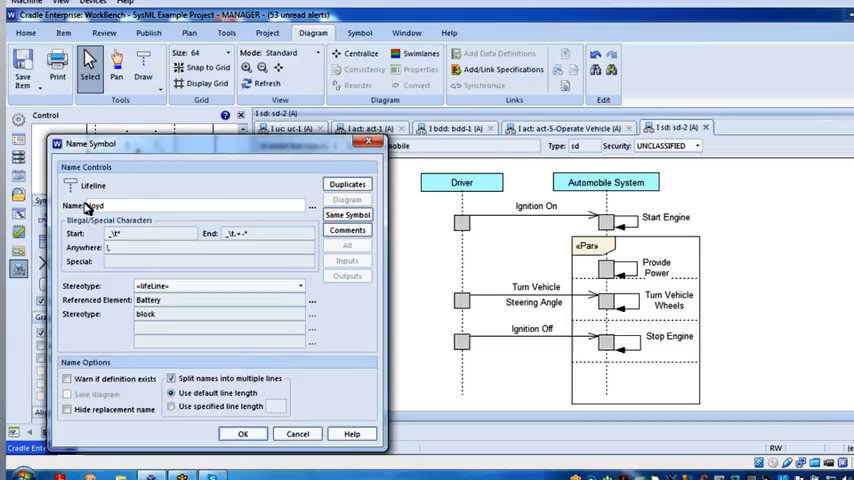 Machine View Devices Help
Cradle Enterprise: WorkBench - SysML Example Project - MANAGER - (53 unread alerts)
Home Item Review Publish Plan Tools Project Diagram Symbol Window Help
Save Item
Print
Select
Pan
Draw
Tools
Size: 64
Snap to Grid
Display Grid
Grid
Mode: Standard
Refresh
View
Centralize Swimlanes
Consistency Properties
Reorder Convert
Diagram
Add Data Definitions
Add/Link Specifications
Synchronize
Links
Edit
Control
I sd: sd-2 (A)
I uc: uc-1 (A) I act: act-1 (A) I bdd: bdd-1 (A) I act: act-5-Operate Vehicle (A) I sd: sd-2 (A)
Type: sd Security: UNCLASSIFIED
Name Symbol
Name Controls
Lifeline
Name:
Duplicates
Diagram
Same Symbol
Comments
All
Inputs
Outputs
Illegal/Special Characters
Start: _\t* End: _\t.+-*
Anywhere:
Special:
Stereotype: «lifeLine»
Referenced Element: Battery
Stereotype: block
Name Options
Warn if definition exists
Save diagram
Hide replacement name
Split names into multiple lines
Use default line length
Use specified line length
OK Cancel Help
Driver
Automobile System
Ignition On
Start Engine
«Par»
Provide
Power
Turn Vehicle
Steering Angle
Turn Vehicle
Wheels
Ignition Off
Stop Engine
RW